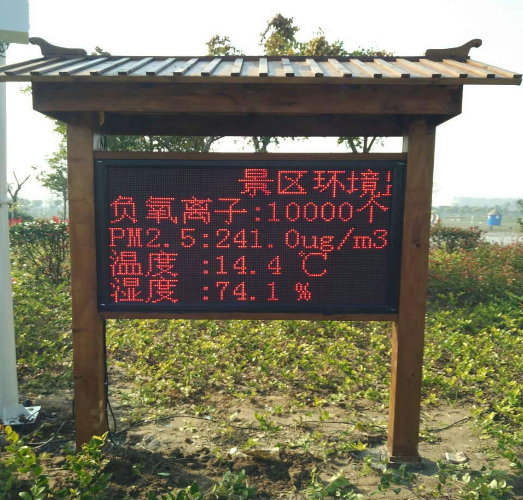 景区环境
负氧离子:10000个
PM2.5:241.0ug/m3
温度 :14.4 ℃
湿度 :74.1 %